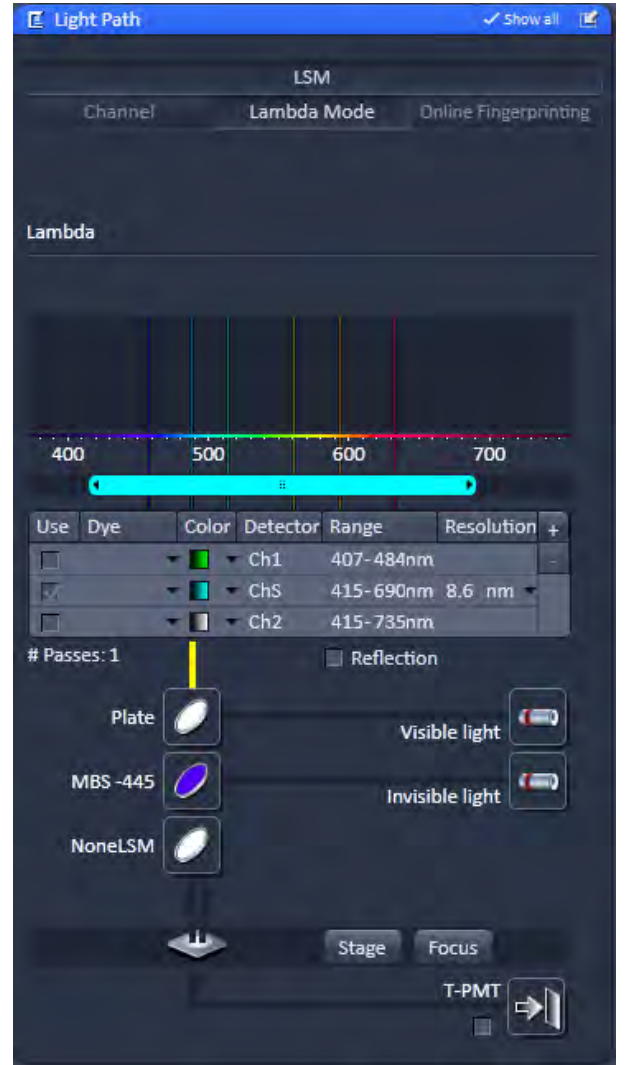 Light Path Show all
LSM
Channel Lambda Mode Online Fingerprinting
Lambda
400 500 600 700
Use Dye Color Detector Range Resolution +
Ch1 407-484nm -
ChS 415-690nm 8.6 nm
Ch2 415-735nm
# Passes: 1 Reflection
Plate Visible light
MBS -445 Invisible light
NoneLSM
Stage Focus
T-PMT